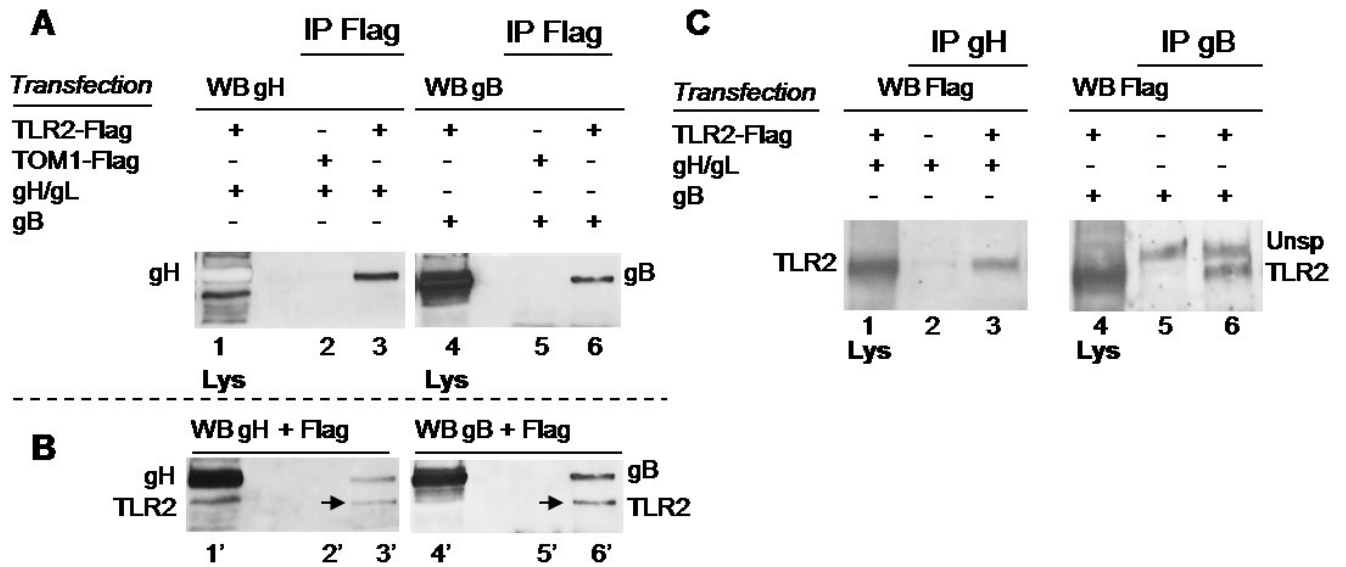 A
IP Flag IP Flag
Transfection WB gH WB gB
TLR2-Flag + - + + - +
TOM1-Flag - + - - + -
gH/gL + + + - - -
gB - - - + + +
gH gB
1 2 3 4 5 6
Lys Lys
B
WB gH + Flag WB gB + Flag
gH gB
TLR2 TLR2
1' 2' 3' 4' 5' 6'
C
IP gH IP gB
Transfection WB Flag WB Flag
TLR2-Flag + - + + - +
gH/gL + + + - - -
gB - - - + + +
Unsp
TLR2 TLR2
1 2 3 4 5 6
Lys Lys